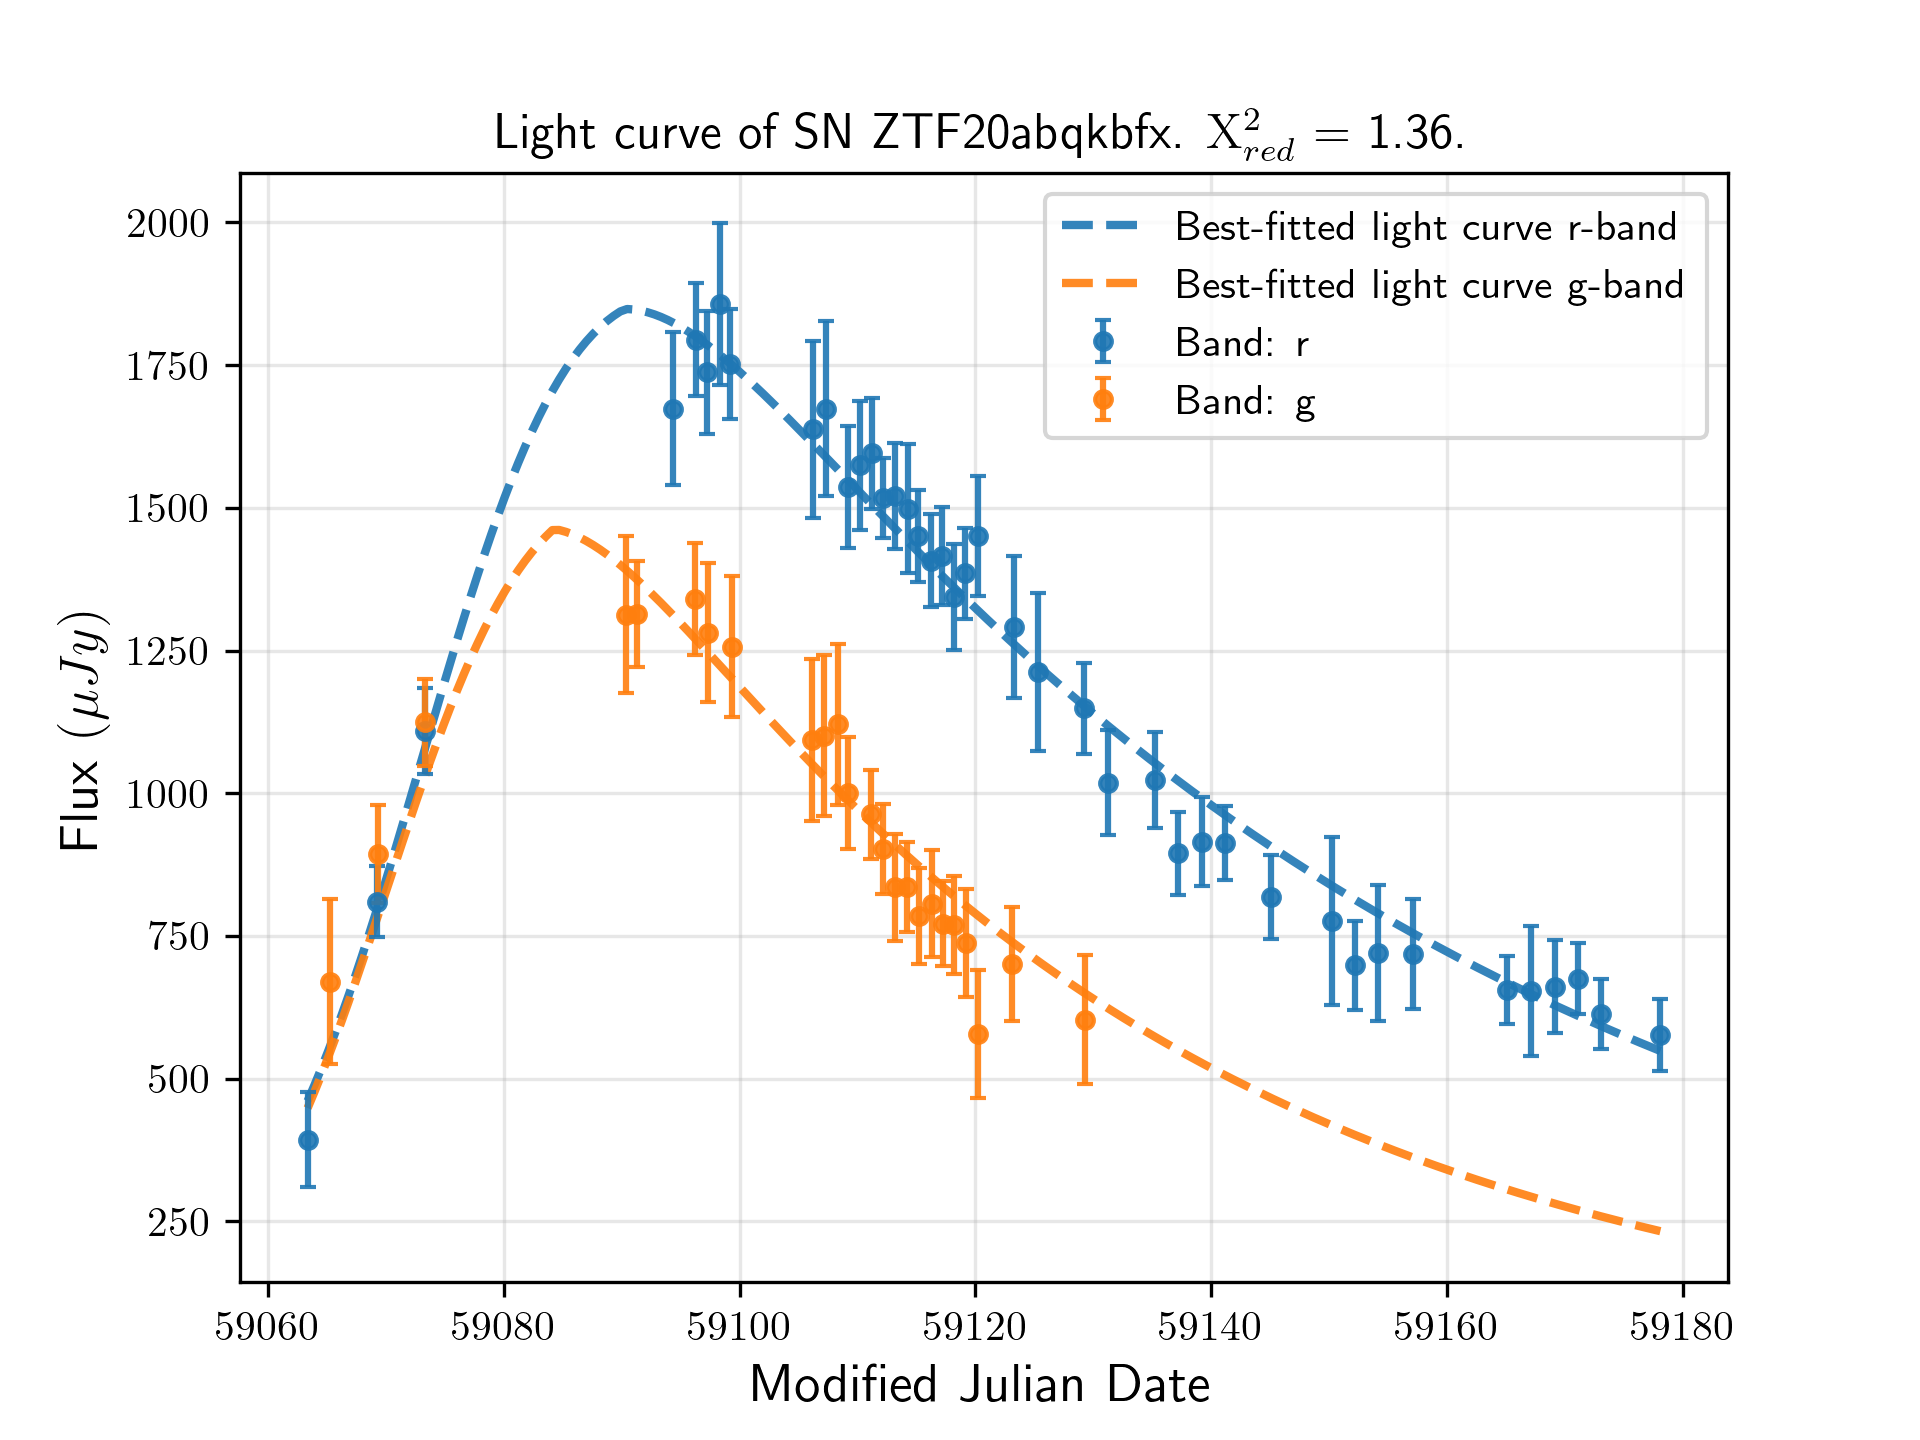 Light curve of SN ZTF20abqkbfx. X²red = 1.36.
Best-fitted light curve r-band
Best-fitted light curve g-band
Band: r
Band: g
Flux (μJy)
2000
1750
1500
1250
1000
750
500
250
59060 59080 59100 59120 59140 59160 59180
Modified Julian Date